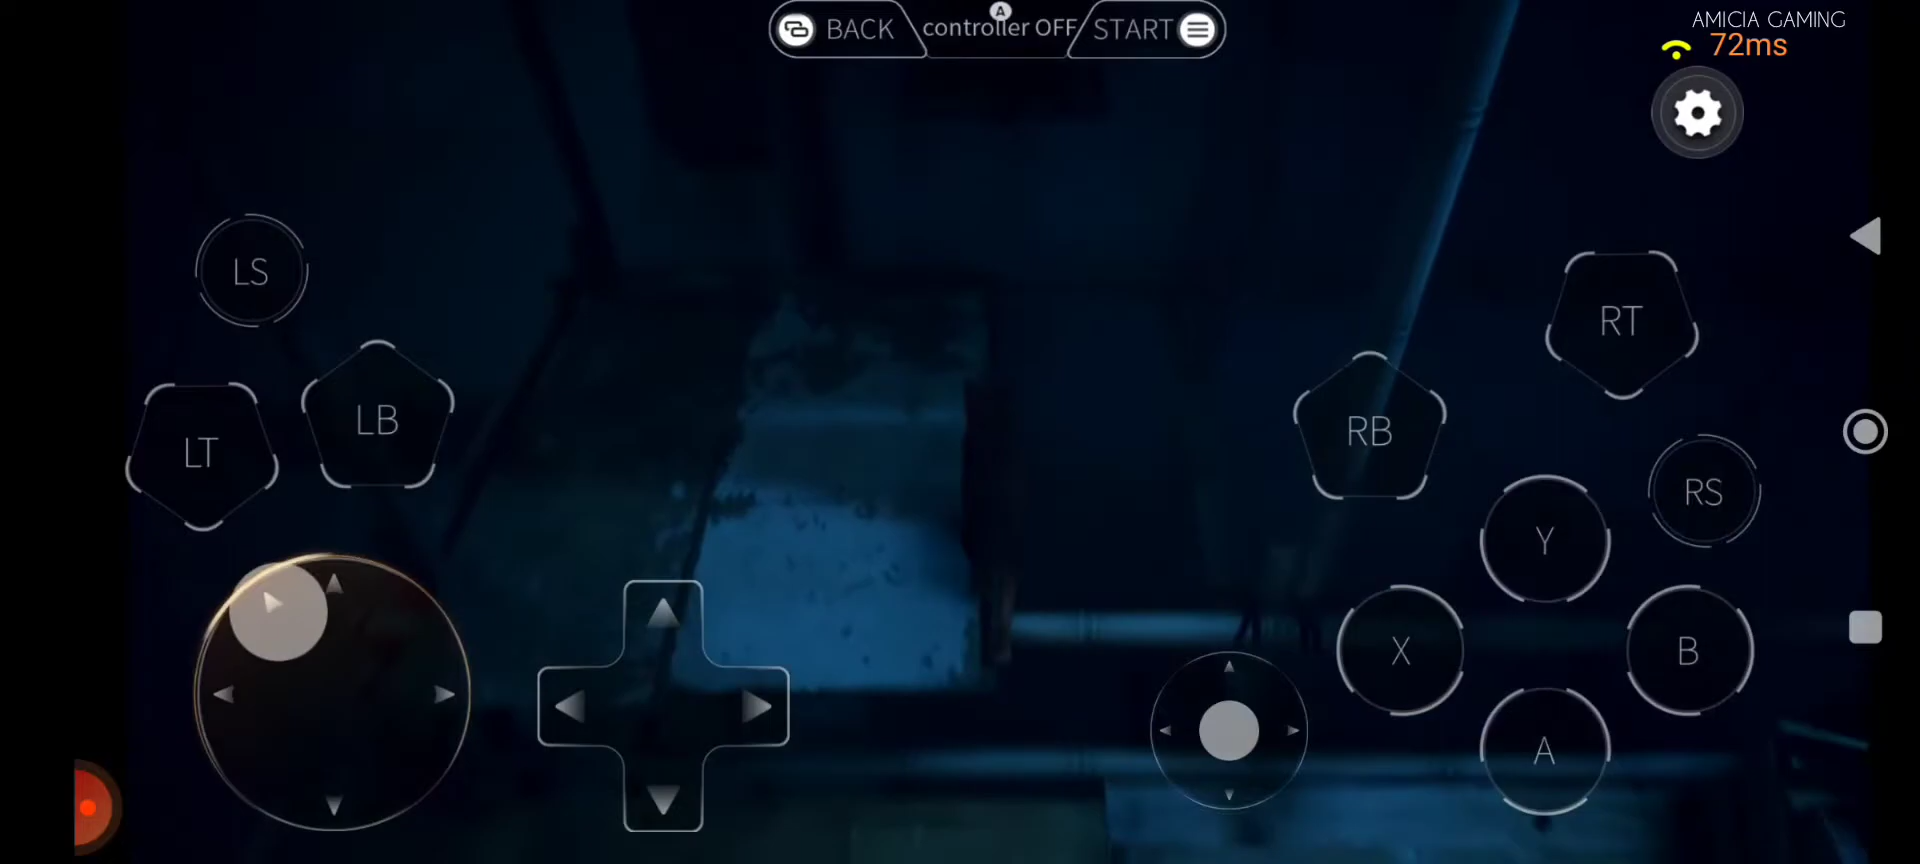 AMICIA GAMING
A
BACK
controller OFF
START
72ms
LS
RT
LB
LT
RB
RS
Y
X
B
A